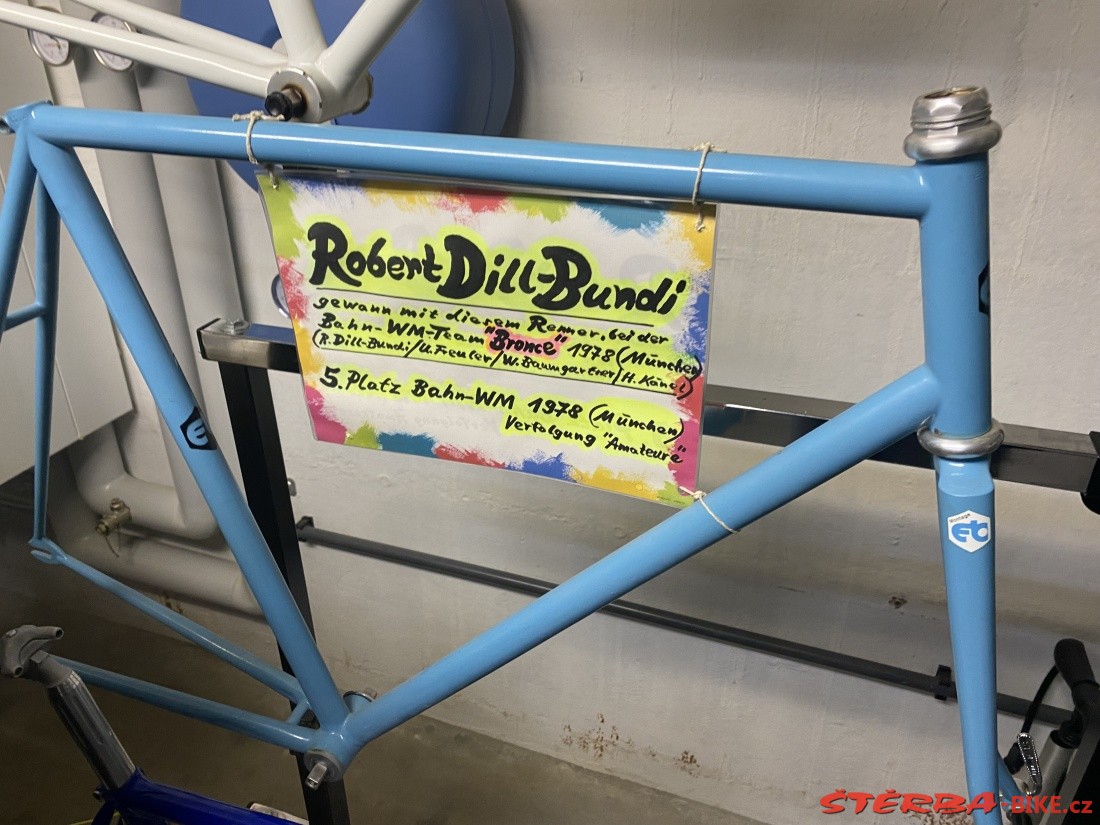 Robert Dill-Bundi
gewann mit diesem Renner, bei der
Bahn-WM-Team "Bronce" 1978 (München)
(R.Dill-Bundi/U.Freuler/W.Baumgartner/H.Känel)
5. Platz Bahn-WM 1978 (München)
Verfolgung "Amateure"
ŠTĚRBA-BIKE.cz